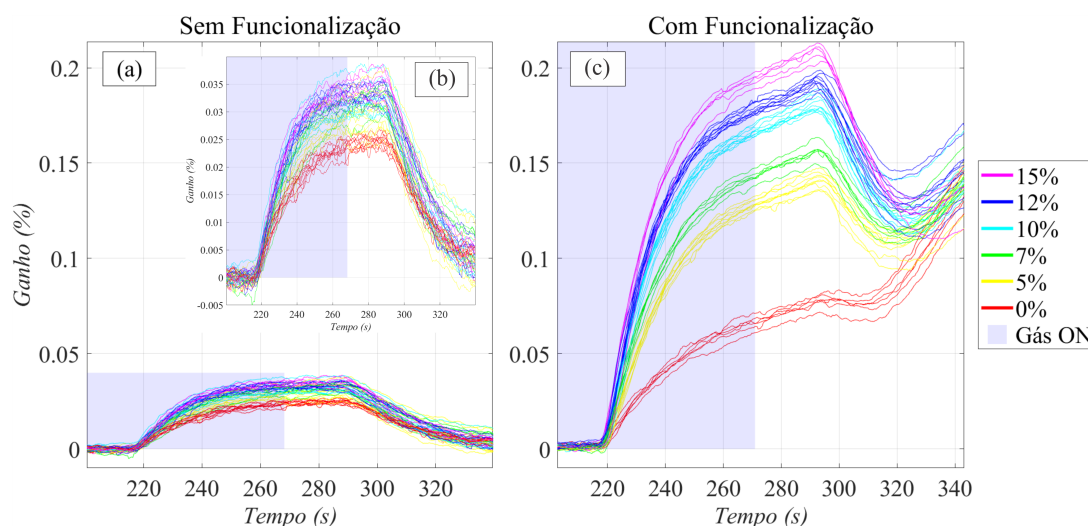 Sem Funcionalização
Com Funcionalização
(a)
(b)
(c)
0.2
0.15
0.1
0.05
0
Ganho (%)
220 240 260 280 300 320
Tempo (s)
0.035
0.03
0.025
0.02
0.015
0.01
0.005
0
-0.005
Ganho (%)
220 240 260 280 300 320
Tempo (s)
0.2
0.15
0.1
0.05
0
220 240 260 280 300 320 340
Tempo (s)
15%
12%
10%
7%
5%
0%
Gás ON